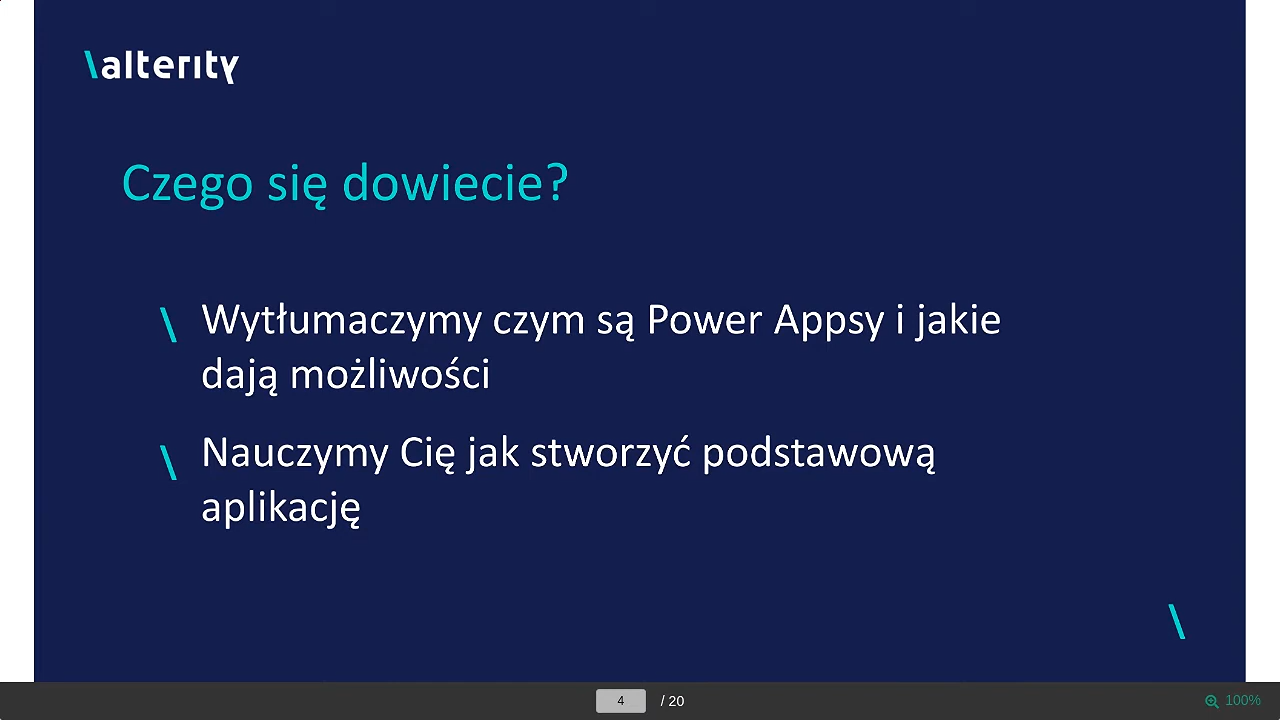 \alterity
Czego się dowiecie?
\ Wytłumaczymy czym są Power Appsy i jakie
dają możliwości
\ Nauczymy Cię jak stworzyć podstawową
aplikację
\
4 / 20 100%